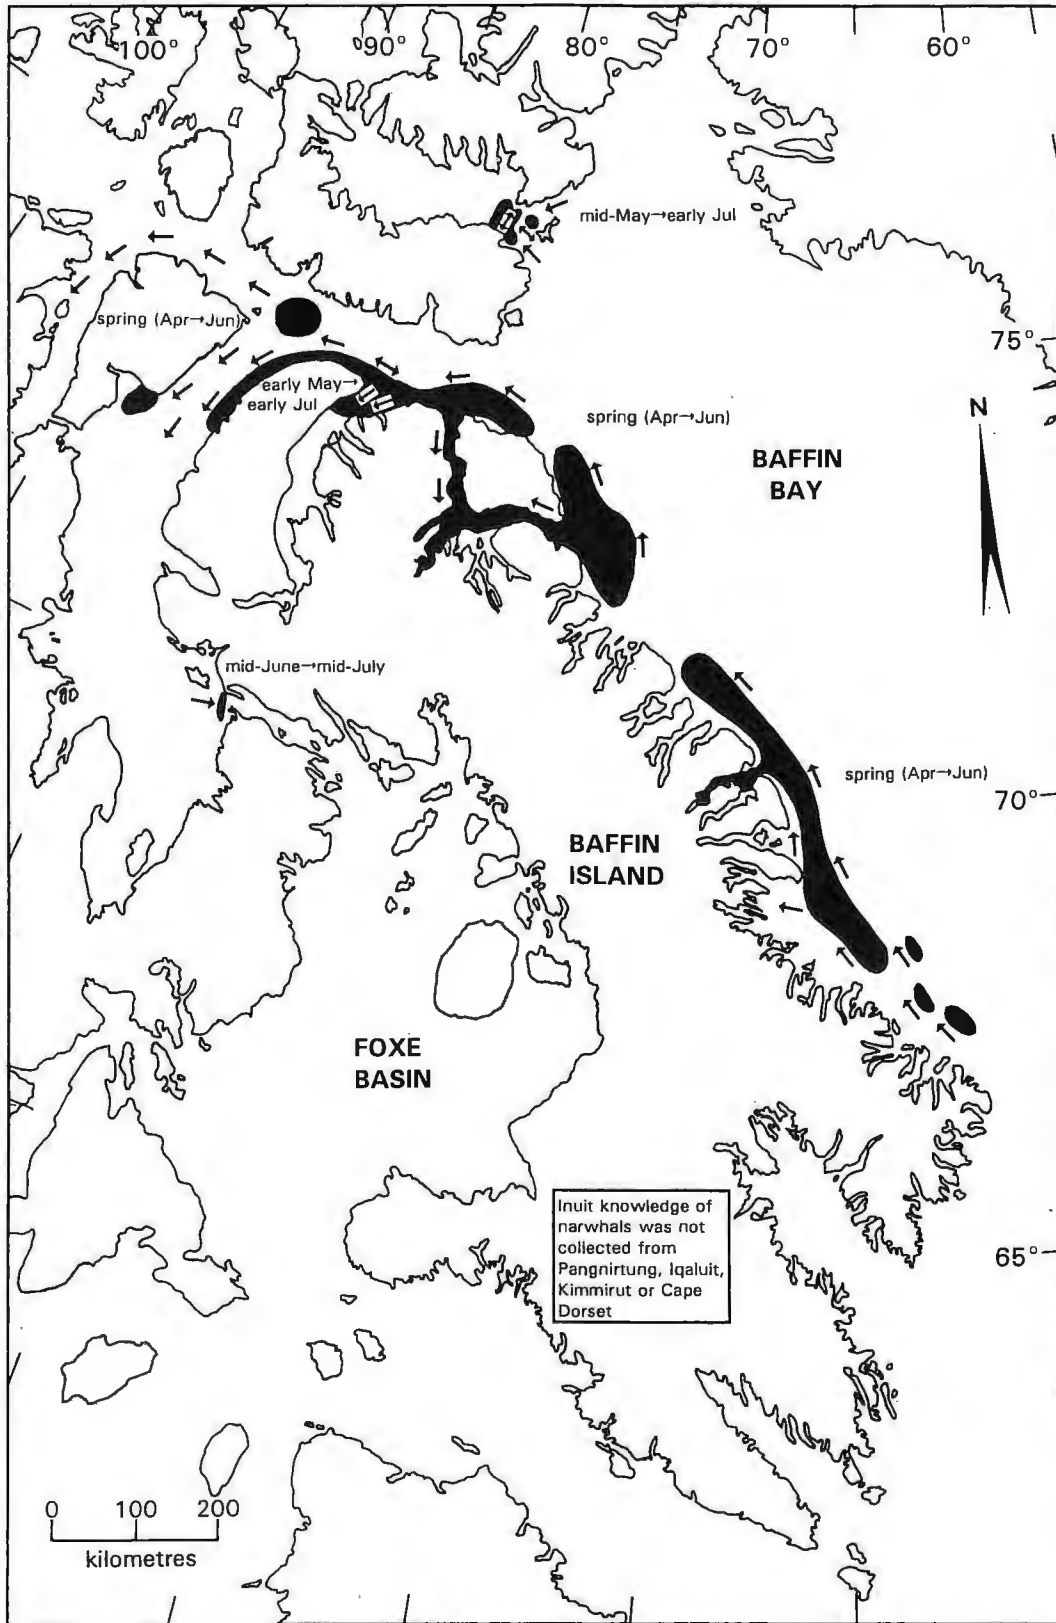 100°
90°
80°
70°
60°
mid-May→early Jul
spring (Apr→Jun)
75°
early May→
early Jul
spring (Apr→Jun)
N
BAFFIN
BAY
mid-June→mid-July
spring (Apr→Jun)
70°
BAFFIN
ISLAND
FOXE
BASIN
Inuit knowledge of
narwhals was not
collected from
Pangnirtung, Iqaluit,
Kimmirut or Cape
Dorset
65°
0 100 200
kilometres